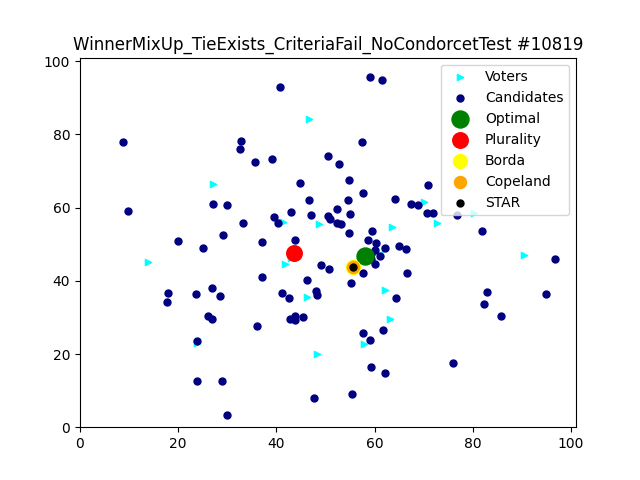 WinnerMixUp_TieExists_CriteriaFail_NoCondorcetTest #10819
100
80
60
40
20
0
0 20 40 60 80 100
Voters
Candidates
Optimal
Plurality
Borda
Copeland
STAR